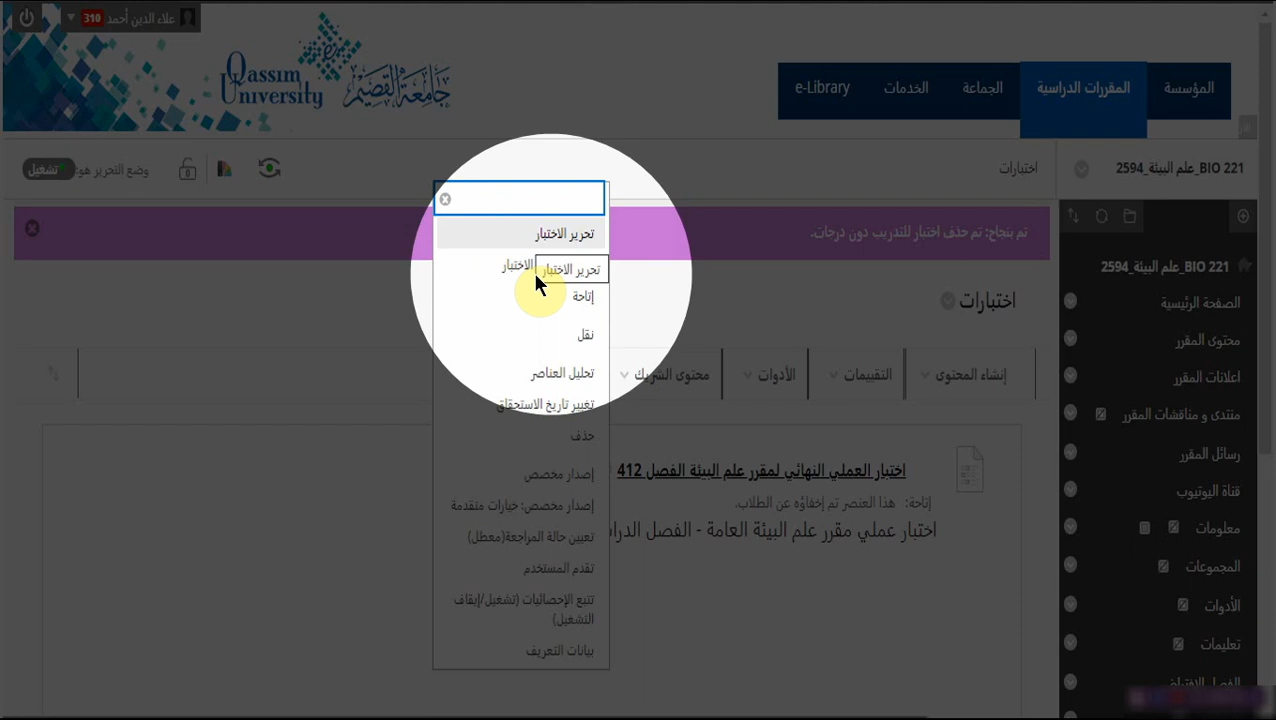 علاء الدين أحمد 310
Qassim
University
جامعة القصيم
المؤسسة
المقررات الدراسية
الجماعة
الخدمات
e-Library
BIO 221_علم البيئة_2594
اختبارات
وضع التحرير هو: تشغيل
تم بنجاح: تم حذف اختبار للتدريب دون درجات.
BIO 221_علم البيئة_2594
الصفحة الرئيسية
محتوى المقرر
اعلانات المقرر
منتدى و مناقشات المقرر
رسائل المقرر
قناة اليوتيوب
معلومات
المجموعات
الأدوات
تعليمات
اختبارات
إنشاء المحتوى
التقييمات
الأدوات
محتوى الشريك
اختبار العملي النهائي لمقرر علم البيئة الفصل 412
إتاحة: هذا العنصر تم إخفاؤه عن الطلاب.
اختبار عملي مقرر علم البيئة العامة - الفصل
تحرير الاختبار
الاختبار
تحرير الاختبار
إتاحة
نقل
تحليل العناصر
تغيير تاريخ الاستحقاق
حذف
إصدار مخصص
إصدار مخصص: خيارات متقدمة
تعيين حالة المراجعة(معطل)
تقدم المستخدم
تتبع الإحصائيات (تشغيل/إيقاف
التشغيل)
بيانات التعريف